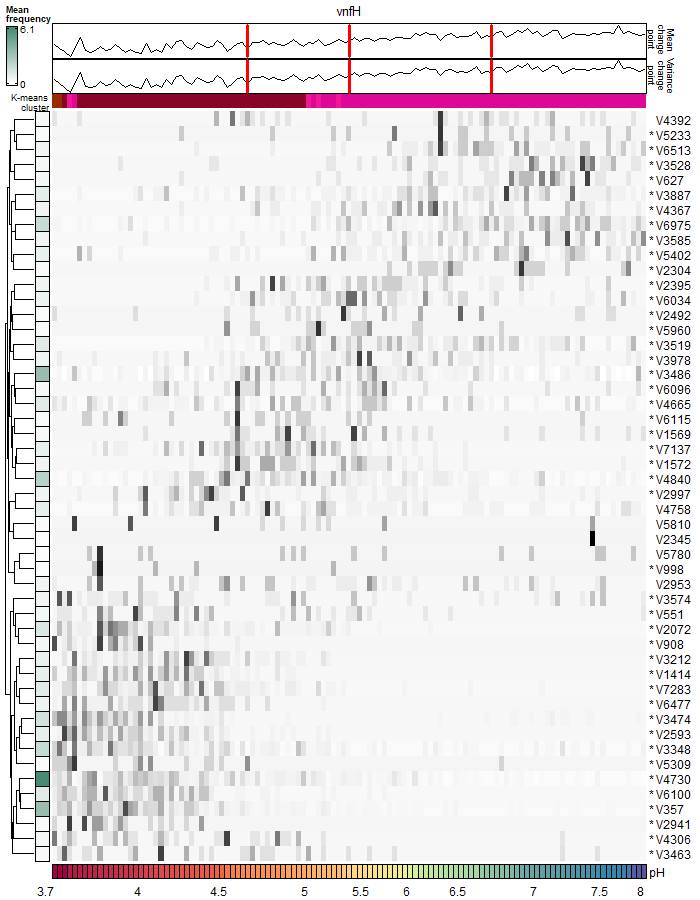 vnfH
Mean
frequency
6.1
0
Mean
change
point
Variance
change
point
K-means
cluster
V4392
* V5233
* V6513
* V3528
* V627
* V3887
* V4367
* V6975
* V3585
* V5402
* V2304
* V2395
* V6034
* V2492
* V5960
* V3519
* V3978
* V3486
* V6096
* V4665
* V6115
* V1569
* V7137
* V1572
* V4840
* V2997
V4758
V5810
V2345
V5780
* V998
V2953
* V3574
* V551
* V2072
* V908
* V3212
* V1414
* V7283
* V6477
* V3474
* V2593
* V3348
* V5309
* V4730
* V6100
* V357
* V2941
* V4306
* V3463
pH
3.7 4 4.5 5 5.5 6 6.5 7 7.5 8